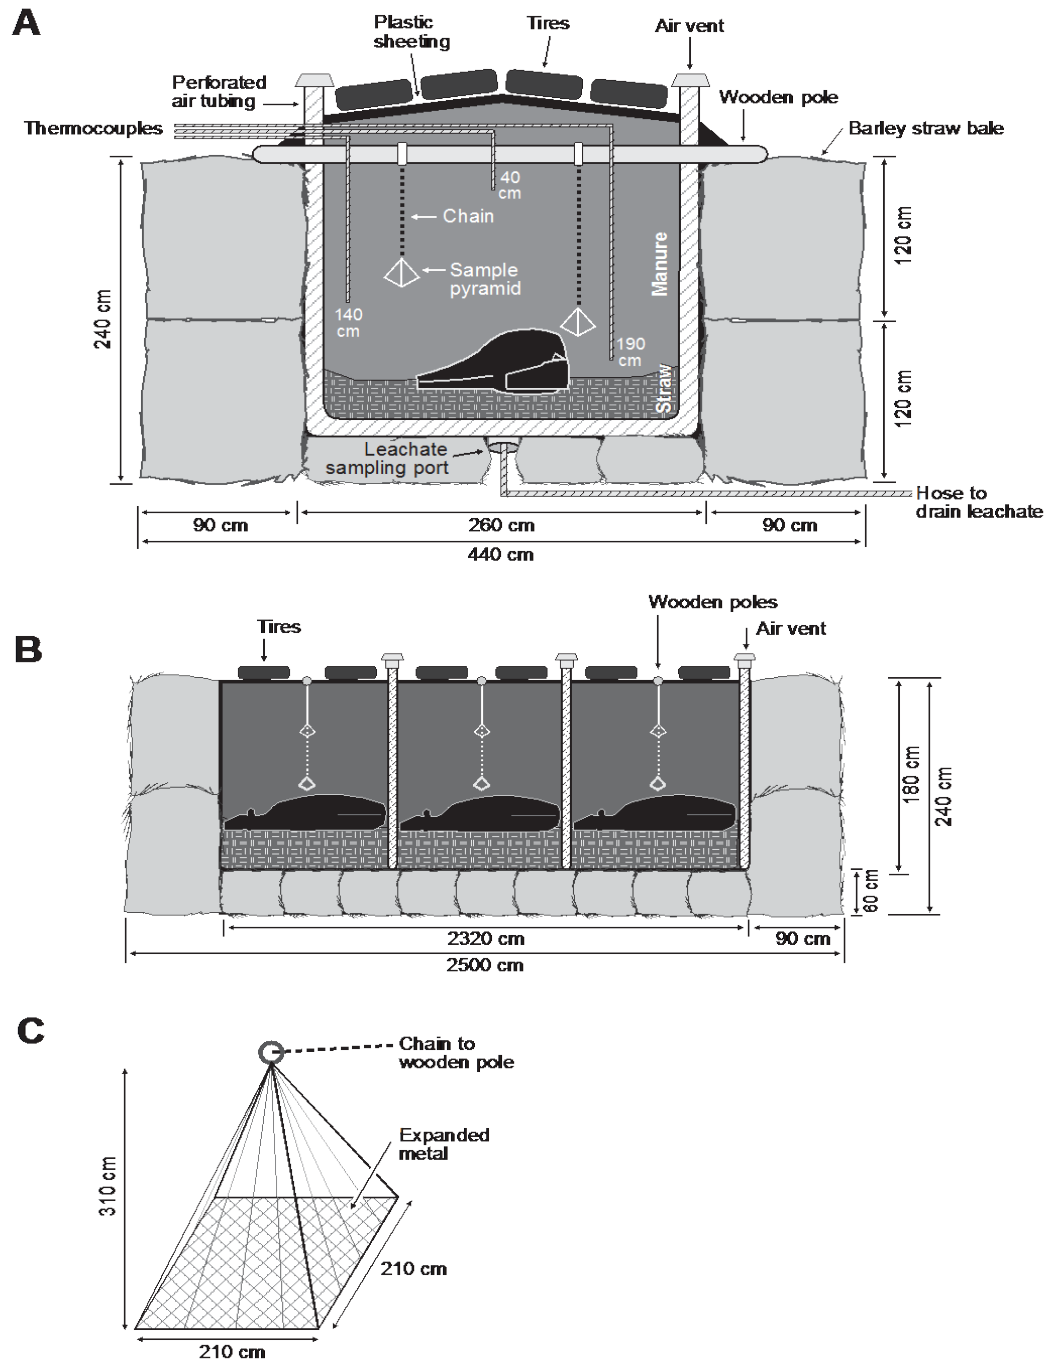 A
Plastic
sheeting
Tires
Air vent
Perforated
air tubing
Wooden pole
Thermocouples
Barley straw bale
40
cm
Chain
Sample
pyramid
Manure
120 cm
240 cm
140
cm
190
cm
Straw
120 cm
Leachate
sampling port
Hose to
drain leachate
90 cm
260 cm
90 cm
440 cm
B
Tires
Wooden poles
Air vent
180 cm
240 cm
60 cm
2320 cm
90 cm
2500 cm
C
Chain to
wooden pole
Expanded
metal
310 cm
210 cm
210 cm